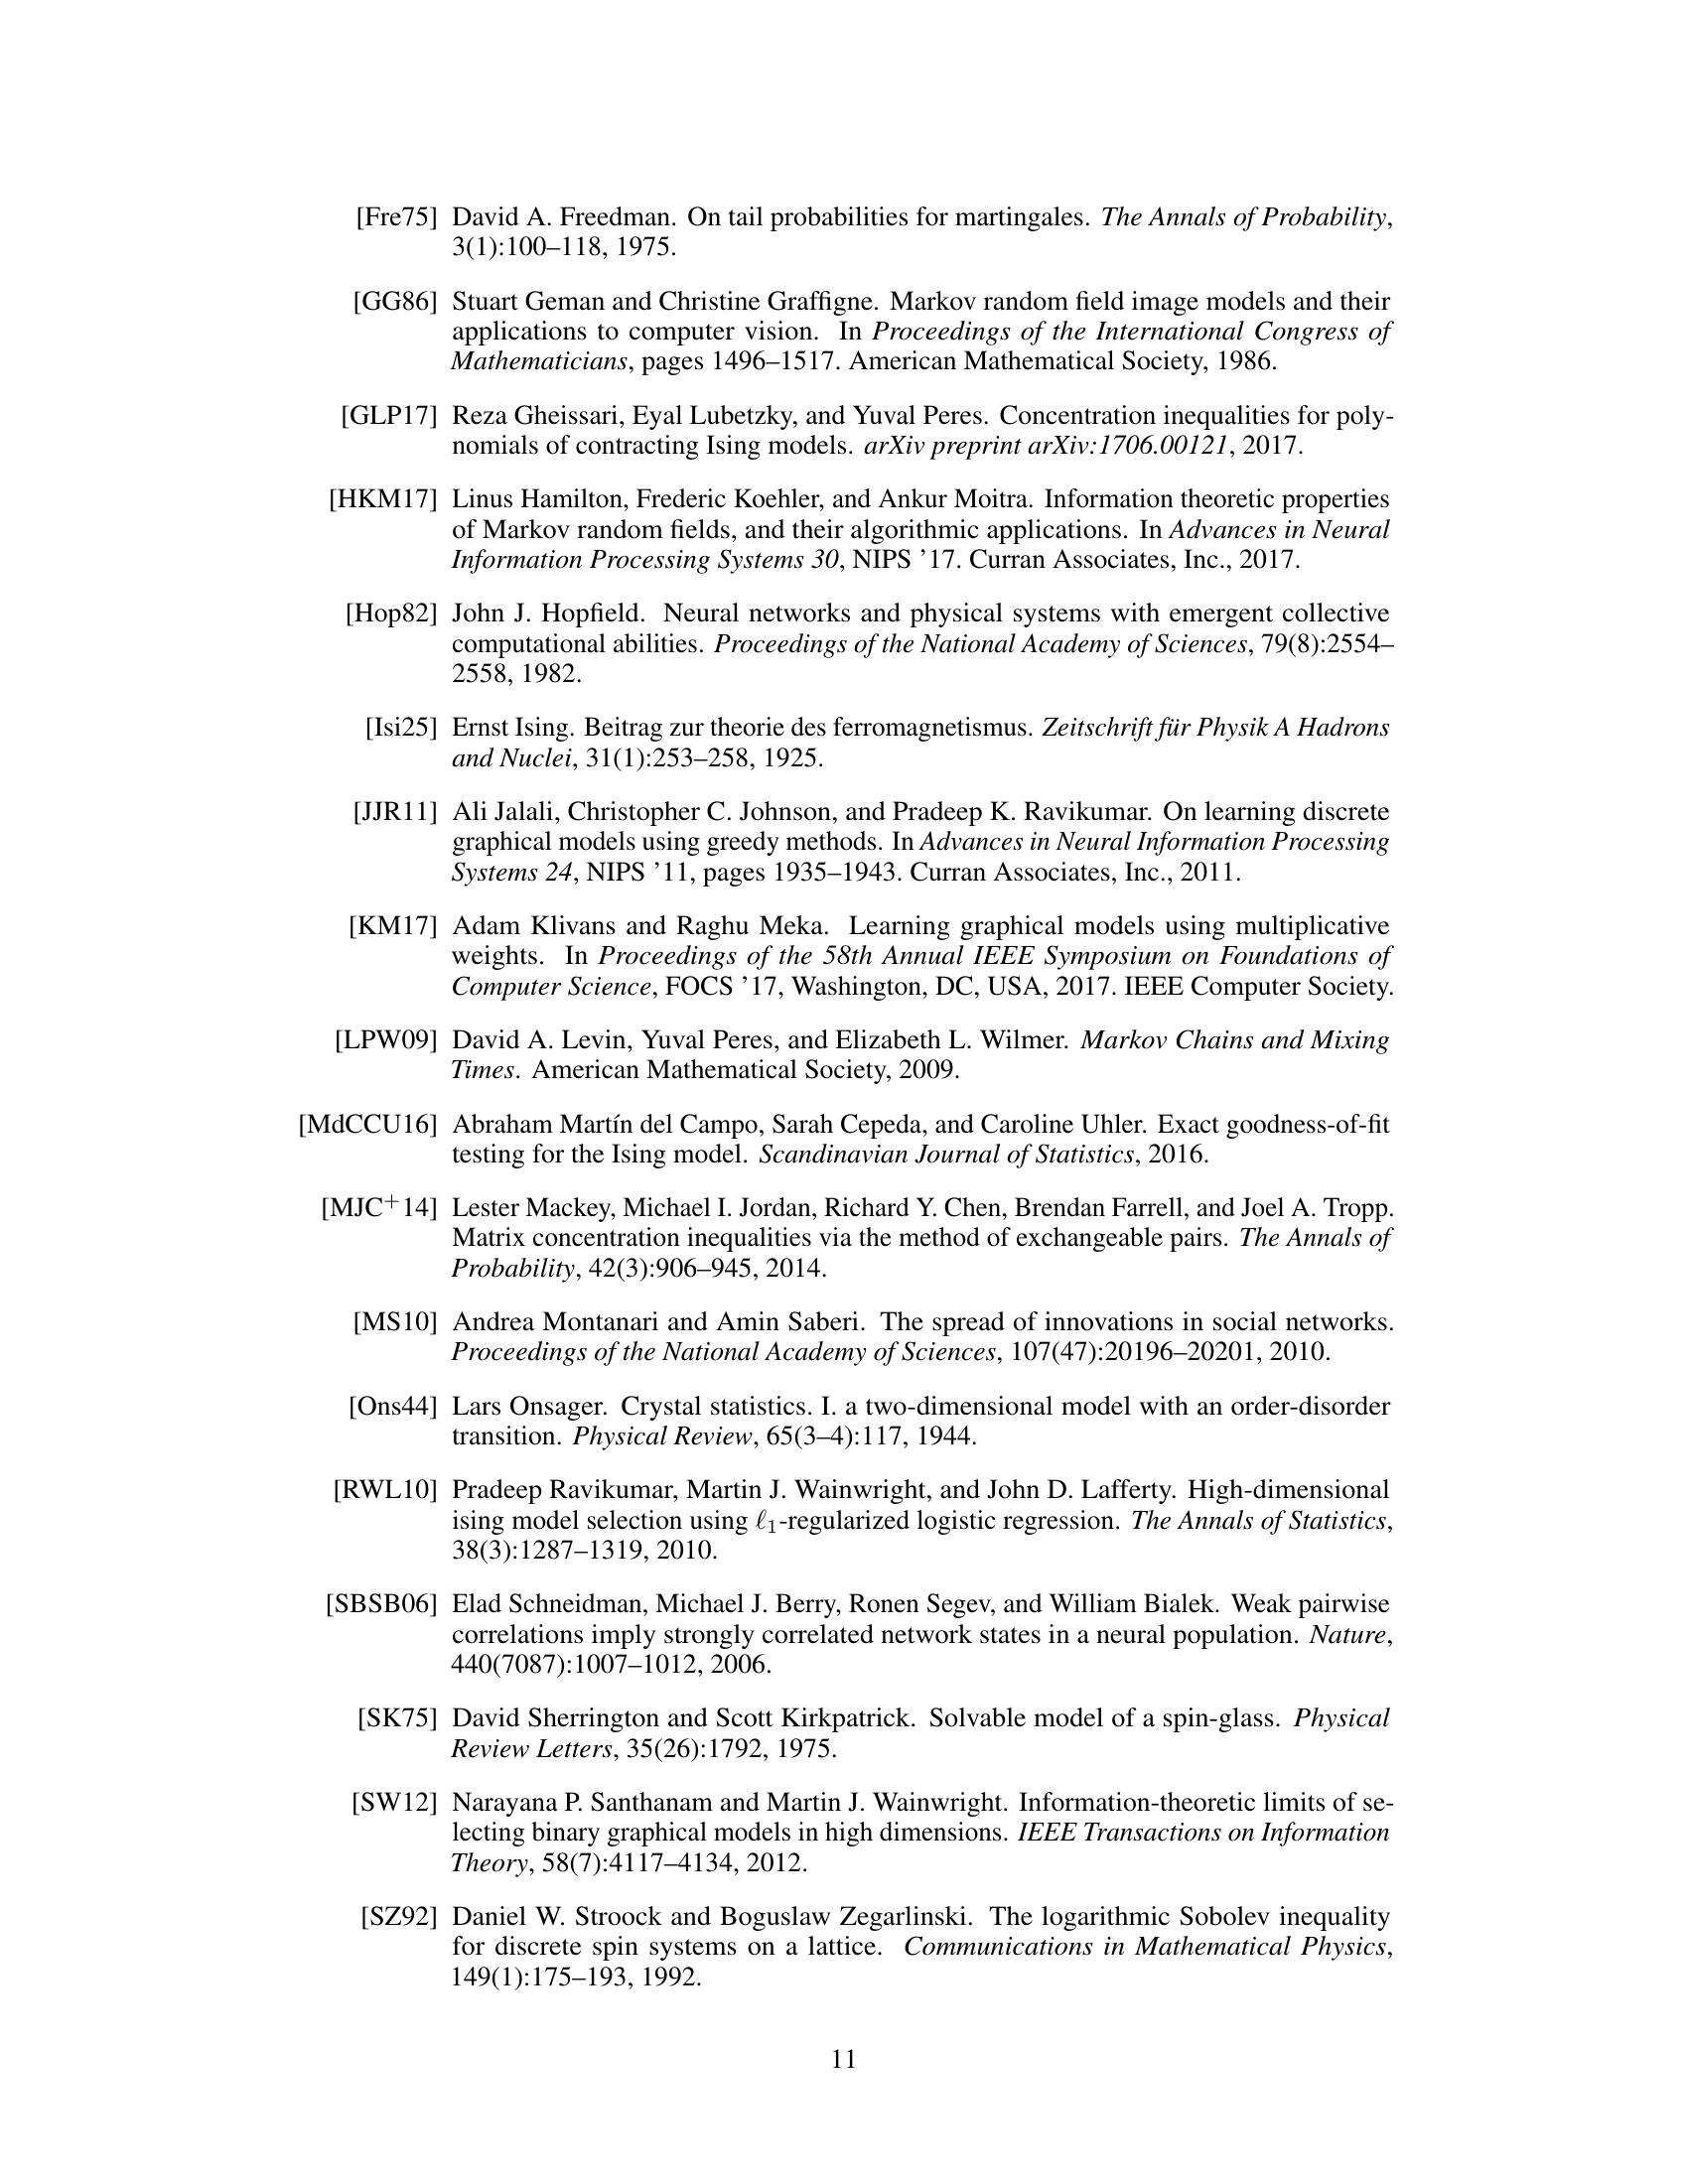 [Fre75] David A. Freedman. On tail probabilities for martingales. The Annals of Probability,
3(1):100–118, 1975.
[GG86] Stuart Geman and Christine Graffigne. Markov random field image models and their
applications to computer vision. In Proceedings of the International Congress of
Mathematicians, pages 1496–1517. American Mathematical Society, 1986.
[GLP17] Reza Gheissari, Eyal Lubetzky, and Yuval Peres. Concentration inequalities for poly-
nomials of contracting Ising models. arXiv preprint arXiv:1706.00121, 2017.
[HKM17] Linus Hamilton, Frederic Koehler, and Ankur Moitra. Information theoretic properties
of Markov random fields, and their algorithmic applications. In Advances in Neural
Information Processing Systems 30, NIPS ’17. Curran Associates, Inc., 2017.
[Hop82] John J. Hopfield. Neural networks and physical systems with emergent collective
computational abilities. Proceedings of the National Academy of Sciences, 79(8):2554–
2558, 1982.
[Isi25] Ernst Ising. Beitrag zur theorie des ferromagnetismus. Zeitschrift für Physik A Hadrons
and Nuclei, 31(1):253–258, 1925.
[JJR11] Ali Jalali, Christopher C. Johnson, and Pradeep K. Ravikumar. On learning discrete
graphical models using greedy methods. In Advances in Neural Information Processing
Systems 24, NIPS ’11, pages 1935–1943. Curran Associates, Inc., 2011.
[KM17] Adam Klivans and Raghu Meka. Learning graphical models using multiplicative
weights. In Proceedings of the 58th Annual IEEE Symposium on Foundations of
Computer Science, FOCS ’17, Washington, DC, USA, 2017. IEEE Computer Society.
[LPW09] David A. Levin, Yuval Peres, and Elizabeth L. Wilmer. Markov Chains and Mixing
Times. American Mathematical Society, 2009.
[MdCCU16] Abraham Martín del Campo, Sarah Cepeda, and Caroline Uhler. Exact goodness-of-fit
testing for the Ising model. Scandinavian Journal of Statistics, 2016.
[MJC+14] Lester Mackey, Michael I. Jordan, Richard Y. Chen, Brendan Farrell, and Joel A. Tropp.
Matrix concentration inequalities via the method of exchangeable pairs. The Annals of
Probability, 42(3):906–945, 2014.
[MS10] Andrea Montanari and Amin Saberi. The spread of innovations in social networks.
Proceedings of the National Academy of Sciences, 107(47):20196–20201, 2010.
[Ons44] Lars Onsager. Crystal statistics. I. a two-dimensional model with an order-disorder
transition. Physical Review, 65(3–4):117, 1944.
[RWL10] Pradeep Ravikumar, Martin J. Wainwright, and John D. Lafferty. High-dimensional
ising model selection using ℓ1-regularized logistic regression. The Annals of Statistics,
38(3):1287–1319, 2010.
[SBSB06] Elad Schneidman, Michael J. Berry, Ronen Segev, and William Bialek. Weak pairwise
correlations imply strongly correlated network states in a neural population. Nature,
440(7087):1007–1012, 2006.
[SK75] David Sherrington and Scott Kirkpatrick. Solvable model of a spin-glass. Physical
Review Letters, 35(26):1792, 1975.
[SW12] Narayana P. Santhanam and Martin J. Wainwright. Information-theoretic limits of se-
lecting binary graphical models in high dimensions. IEEE Transactions on Information
Theory, 58(7):4117–4134, 2012.
[SZ92] Daniel W. Stroock and Boguslaw Zegarlinski. The logarithmic Sobolev inequality
for discrete spin systems on a lattice. Communications in Mathematical Physics,
149(1):175–193, 1992.
11